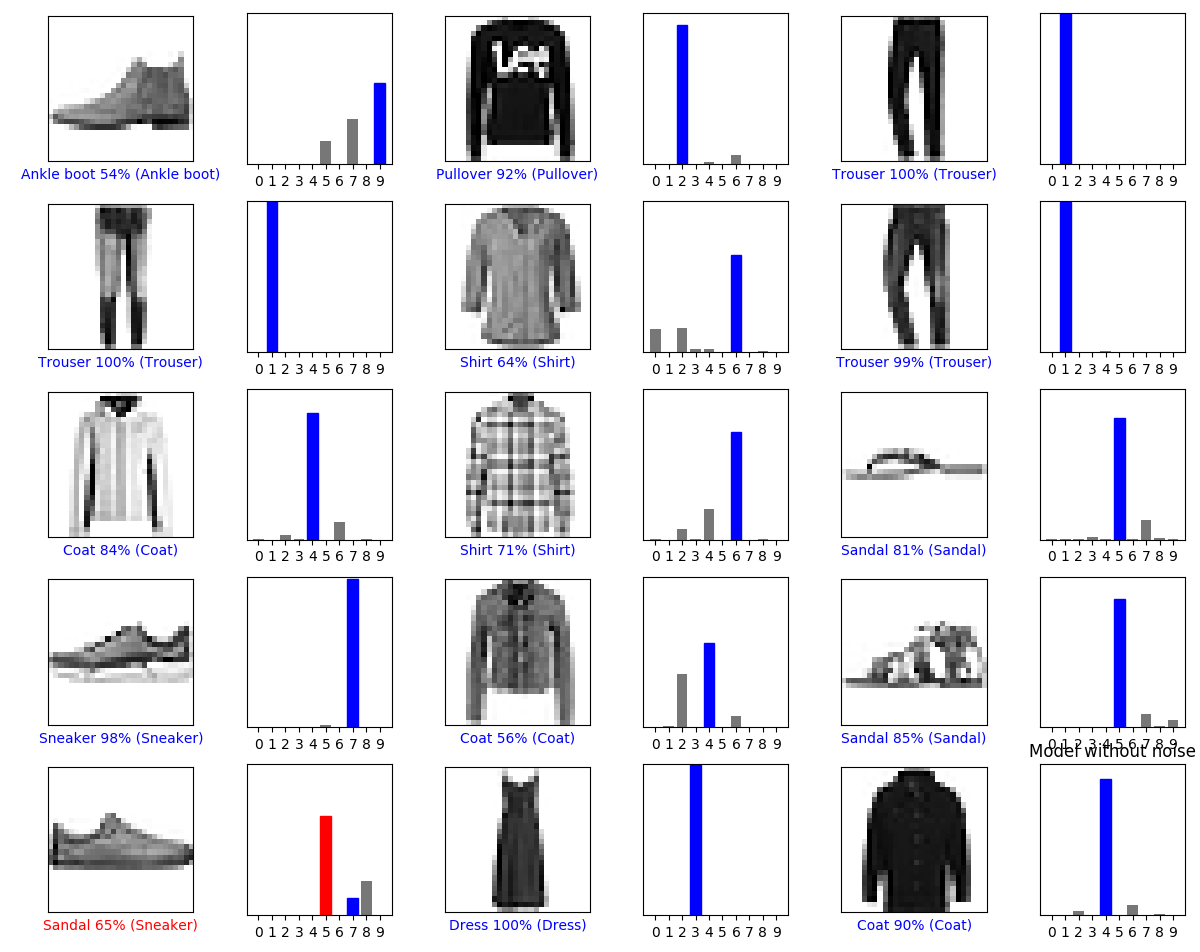 Lee
0 1 2 3 4 5 6 7 8 9
0 1 2 3 4 5 6 7 8 9
0 1 2 3 4 5 6 7 8 9
Ankle boot 54% (Ankle boot)
Pullover 92% (Pullover)
Trouser 100% (Trouser)
0 1 2 3 4 5 6 7 8 9
0 1 2 3 4 5 6 7 8 9
0 1 2 3 4 5 6 7 8 9
Trouser 100% (Trouser)
Shirt 64% (Shirt)
Trouser 99% (Trouser)
0 1 2 3 4 5 6 7 8 9
0 1 2 3 4 5 6 7 8 9
0 1 2 3 4 5 6 7 8 9
Coat 84% (Coat)
Shirt 71% (Shirt)
Sandal 81% (Sandal)
0 1 2 3 4 5 6 7 8 9
0 1 2 3 4 5 6 7 8 9
0 1 2 3 4 5 6 7 8 9
Sneaker 98% (Sneaker)
Coat 56% (Coat)
Sandal 85% (Sandal)
Model without noise
0 1 2 3 4 5 6 7 8 9
0 1 2 3 4 5 6 7 8 9
0 1 2 3 4 5 6 7 8 9
Sandal 65% (Sneaker)
Dress 100% (Dress)
Coat 90% (Coat)